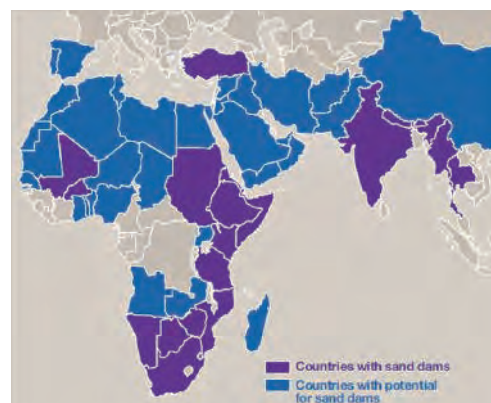 Countries with sand dams
Countries with potential
for sand dams